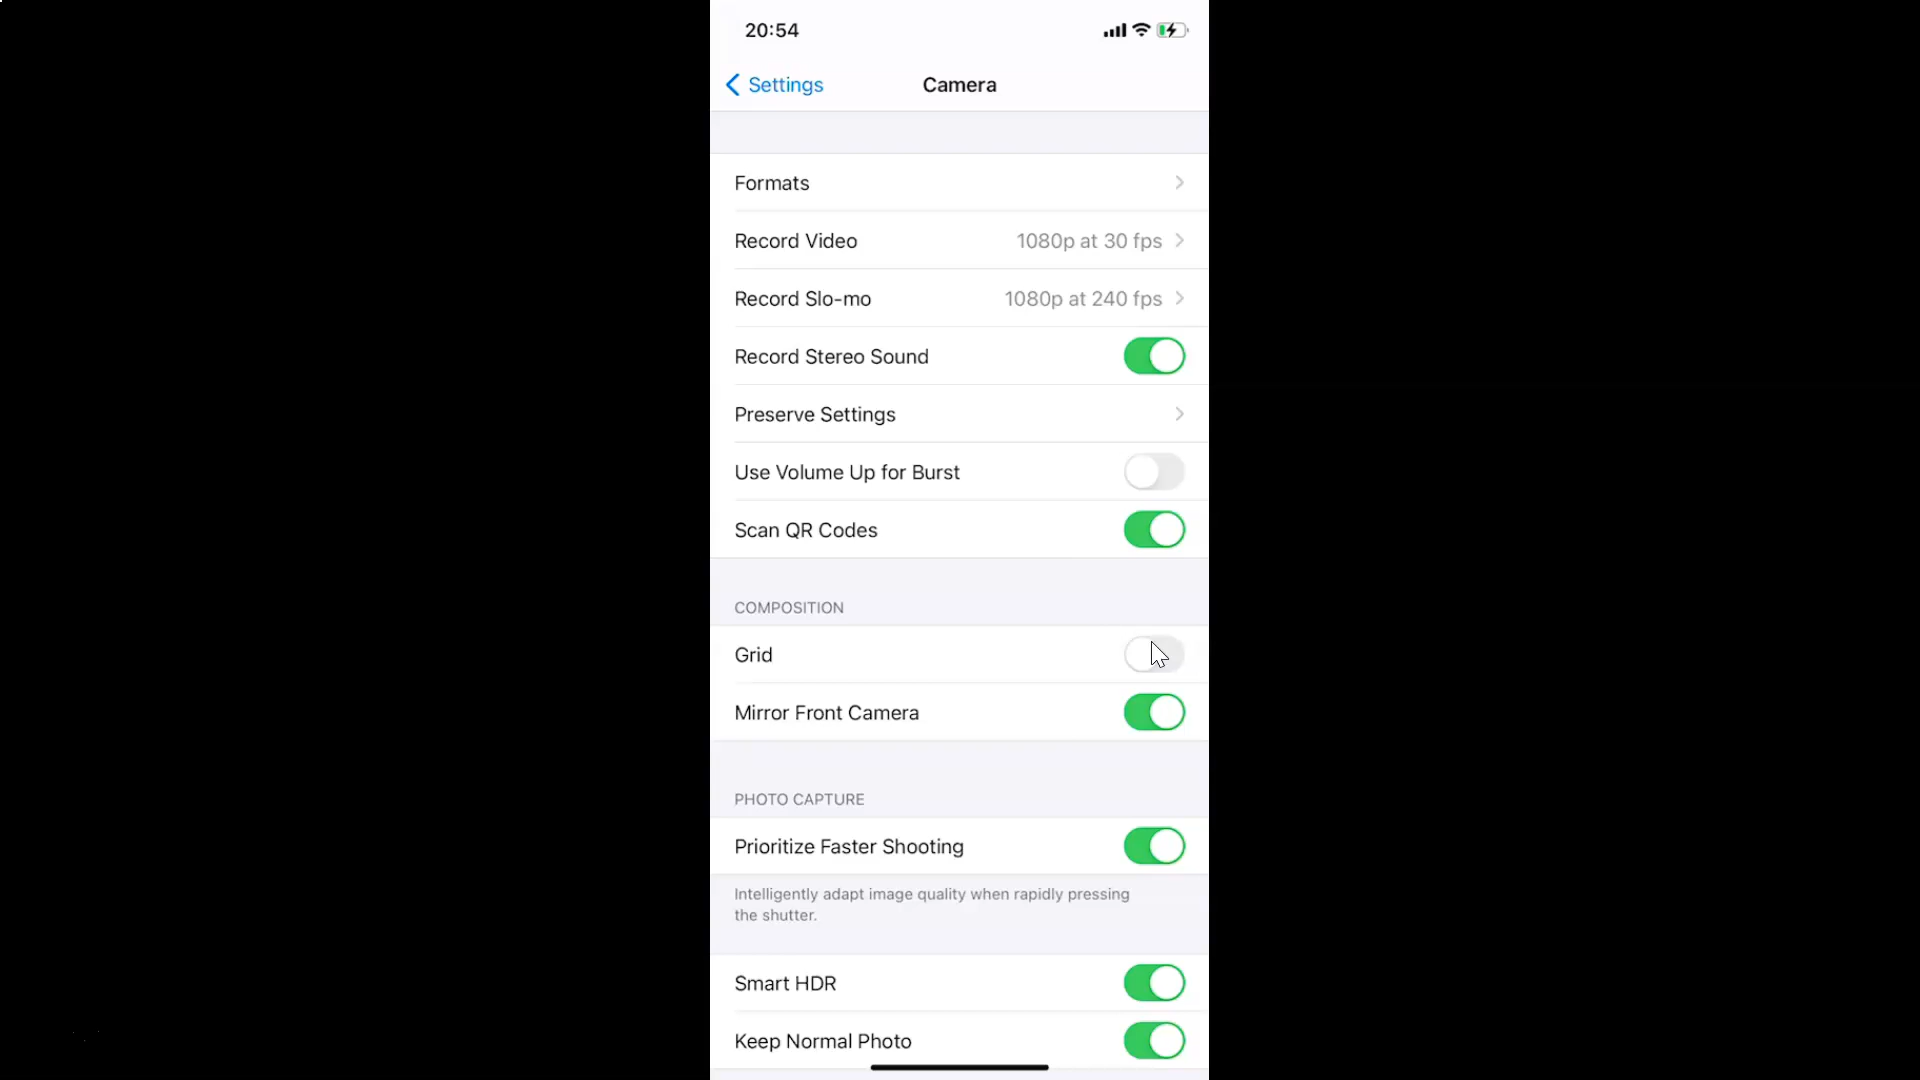 20:54
Settings
Camera
Formats
Record Video 1080p at 30 fps
Record Slo-mo 1080p at 240 fps
Record Stereo Sound
Preserve Settings
Use Volume Up for Burst
Scan QR Codes
COMPOSITION
Grid
Mirror Front Camera
PHOTO CAPTURE
Prioritize Faster Shooting
Intelligently adapt image quality when rapidly pressing
the shutter.
Smart HDR
Keep Normal Photo